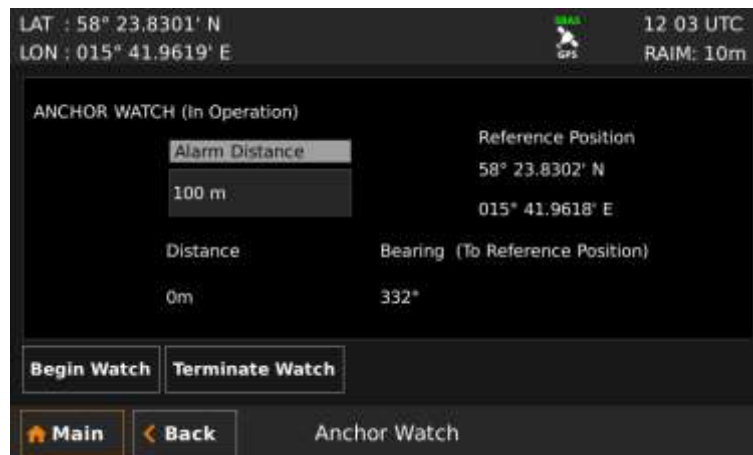 LAT : 58° 23.8301' N
LON : 015° 41.9619' E
SBAS
GPS
12 03 UTC
RAIM: 10m
ANCHOR WATCH (In Operation)
Alarm Distance
100 m
Reference Position
58° 23.8302' N
015° 41.9618' E
Distance
Bearing (To Reference Position)
0m
332°
Begin Watch
Terminate Watch
Main
Back
Anchor Watch